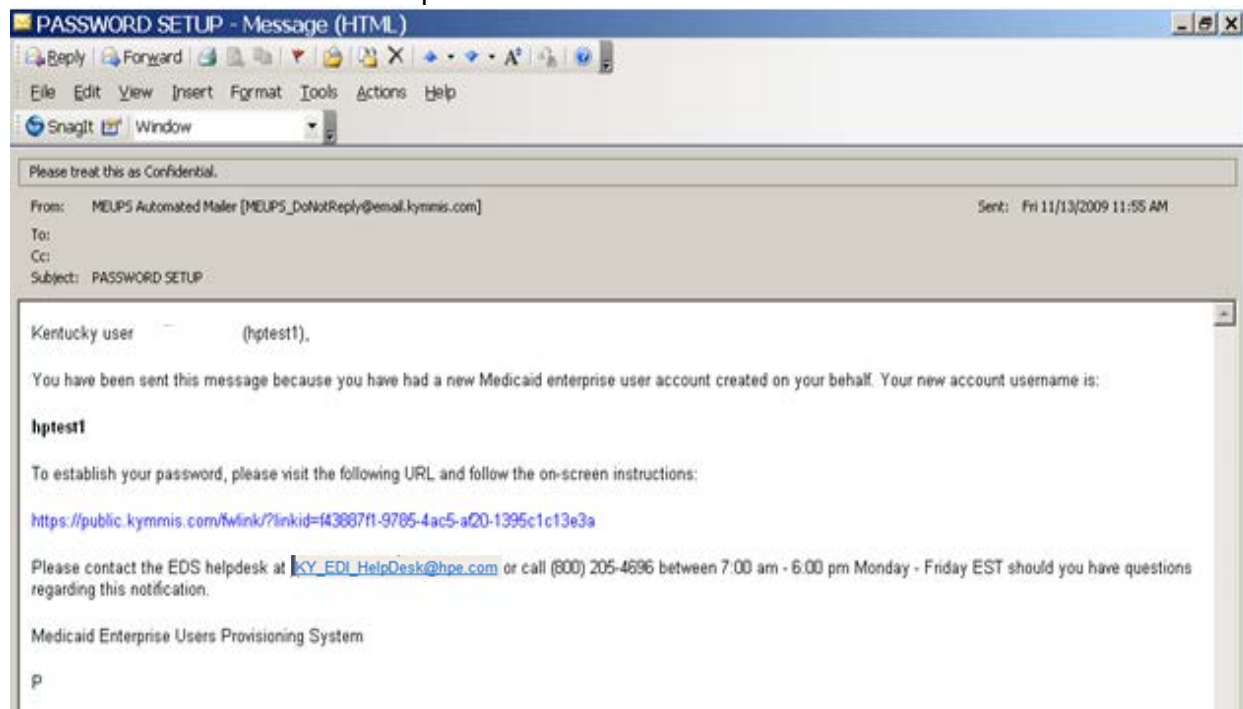 PASSWORD SETUP - Message (HTML)
Reply Forward
File Edit View Insert Format Tools Actions Help
SnagIt Window
Please treat this as Confidential.
From: MEUPS Automated Mailer [MEUPS_DoNotReply@email.kymmis.com] Sent: Fri 11/13/2009 11:55 AM
To:
Cc:
Subject: PASSWORD SETUP
Kentucky user (hptest1),
You have been sent this message because you have had a new Medicaid enterprise user account created on your behalf. Your new account username is:
hptest1
To establish your password, please visit the following URL and follow the on-screen instructions:
https://public.kymmis.com/fwlink/?linkid=f43887f1-9785-4ac5-af20-1395c1c13e3a
Please contact the EDS helpdesk at KY_EDI_HelpDesk@hpe.com or call (800) 205-4696 between 7:00 am - 6:00 pm Monday - Friday EST should you have questions
regarding this notification.
Medicaid Enterprise Users Provisioning System
P